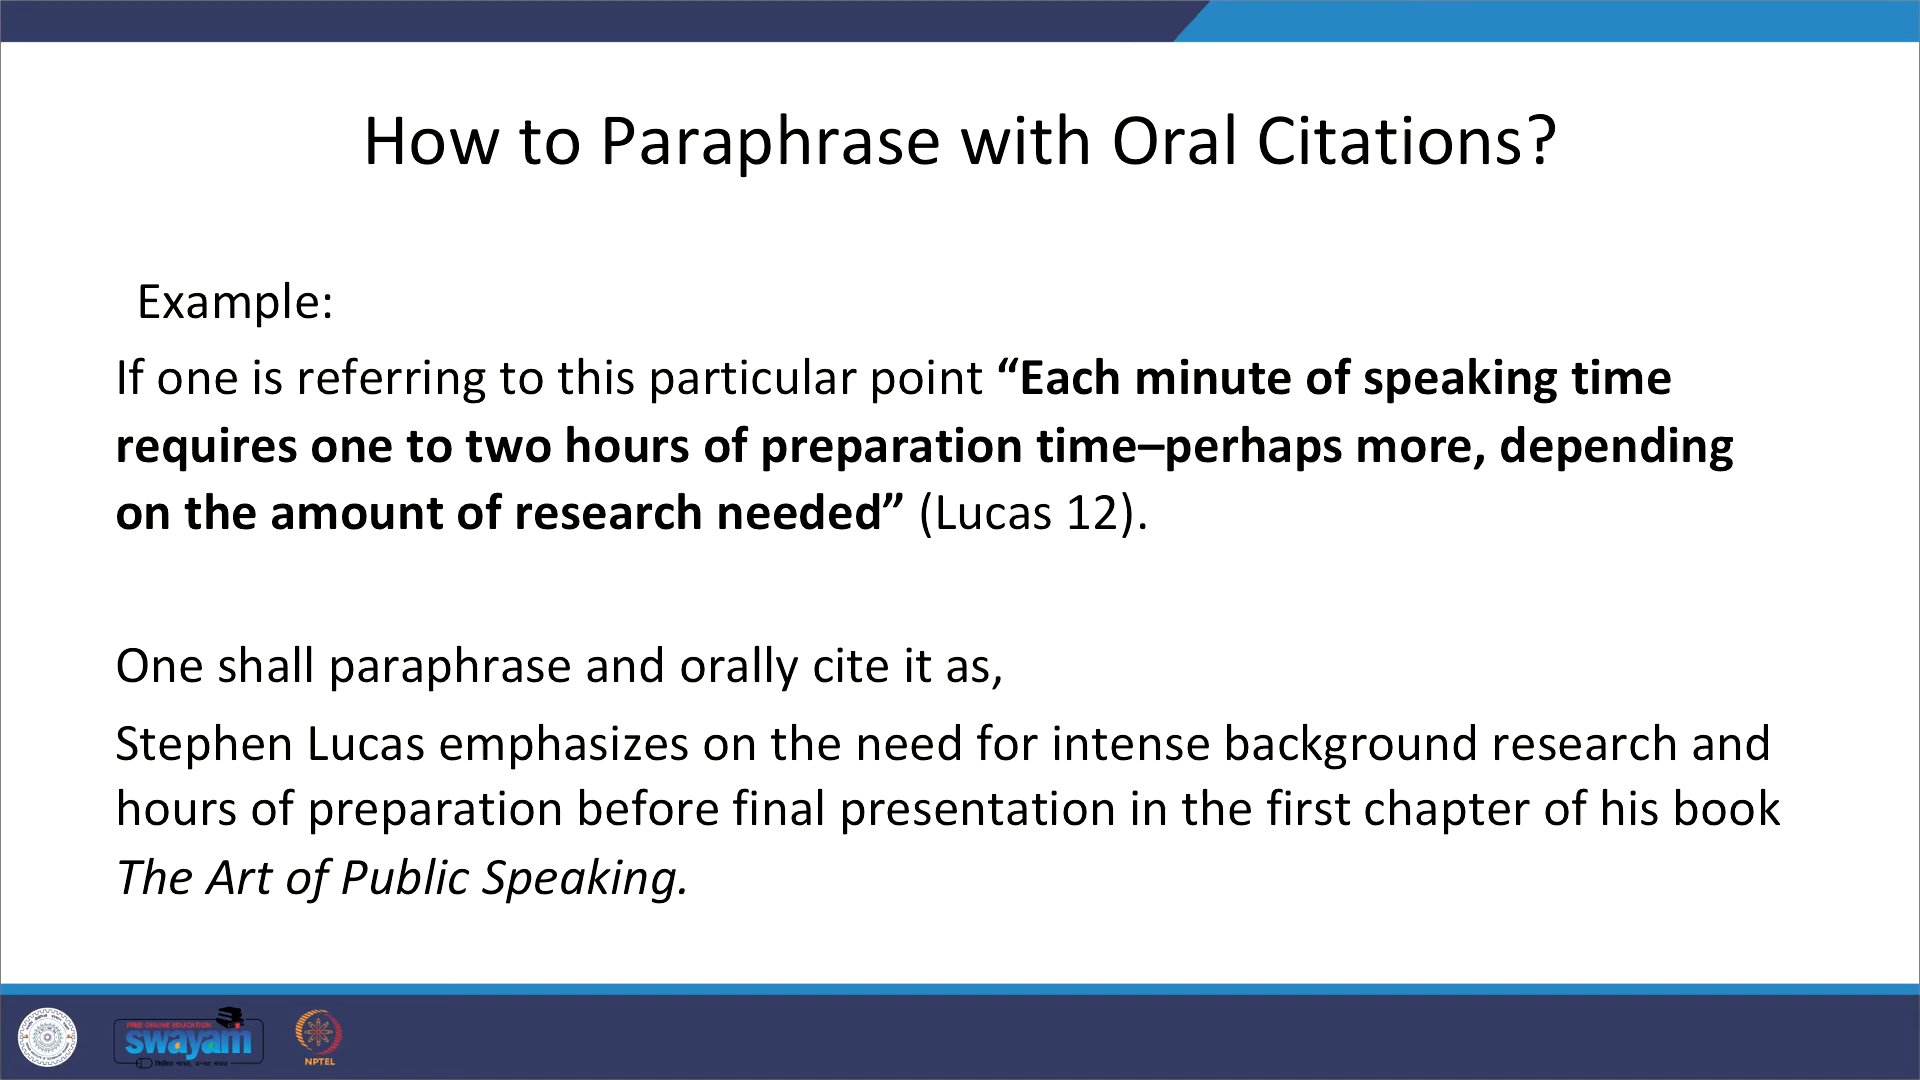 How to Paraphrase with Oral Citations?
Example:
If one is referring to this particular point “Each minute of speaking time
requires one to two hours of preparation time–perhaps more, depending
on the amount of research needed” (Lucas 12).
One shall paraphrase and orally cite it as,
Stephen Lucas emphasizes on the need for intense background research and
hours of preparation before final presentation in the first chapter of his book
The Art of Public Speaking.
FREE ONLINE EDUCATION
swayam
NPTEL